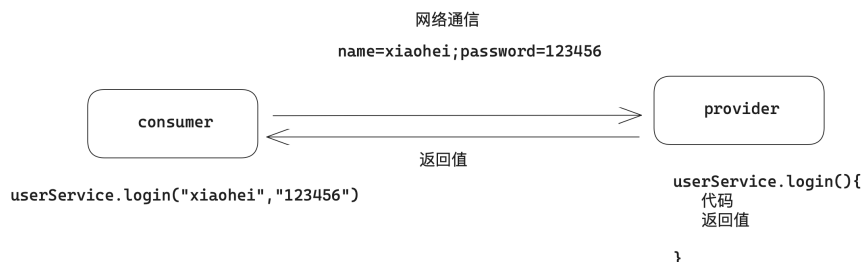 网络通信
name=xiaohei;password=123456
consumer
provider
返回值
userService.login("xiaohei","123456")
userService.login(){
代码
返回值
}